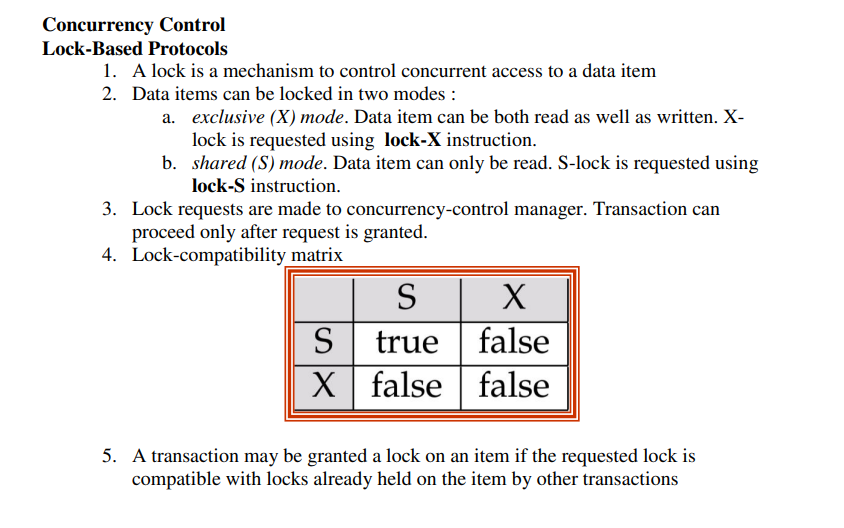 Concurrency Control
Lock-Based Protocols
1. A lock is a mechanism to control concurrent access to a data item
2. Data items can be locked in two modes :
a. exclusive (X) mode. Data item can be both read as well as written. X-
lock is requested using lock-X instruction.
b. shared (S) mode. Data item can only be read. S-lock is requested using
lock-S instruction.
3. Lock requests are made to concurrency-control manager. Transaction can
proceed only after request is granted.
4. Lock-compatibility matrix
S X
S true false
X false false
5. A transaction may be granted a lock on an item if the requested lock is
compatible with locks already held on the item by other transactions